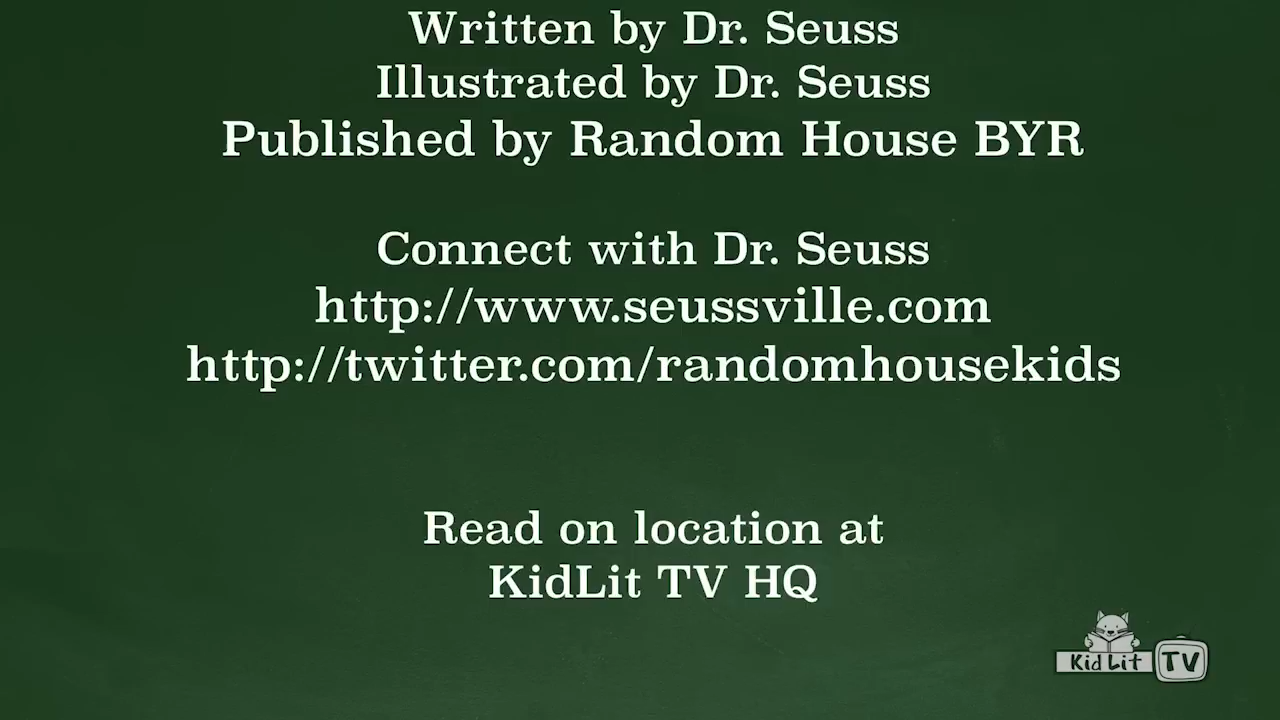 Written by Dr. Seuss
Illustrated by Dr. Seuss
Published by Random House BYR
Connect with Dr. Seuss
http://www.seussville.com
http://twitter.com/randomhousekids
Read on location at
KidLit TV HQ
Kid Lit TV